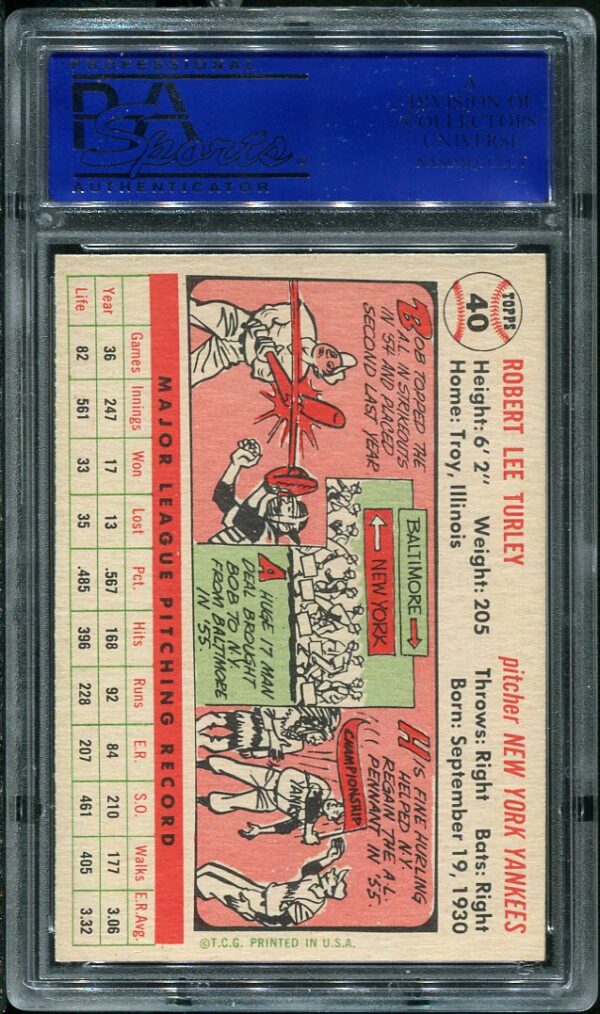 PROFESSIONAL
PSA
Sports
AUTHENTICATOR
A
DIVISION OF
COLLECTORS
UNIVERSE
NASDAQ: CLCT
TOPPS
40
ROBERT LEE TURLEY pitcher NEW YORK YANKEES
Height: 6' 2" Weight: 205 Throws: Right Bats: Right
Home: Troy, Illinois Born: September 19, 1930
BOB TOPPED THE
A.L. IN STRIKEOUTS
IN '54 AND PLACED
SECOND LAST YEAR
BALTIMORE
NEW YORK
A HUGE 17 MAN
DEAL BROUGHT
BOB TO N.Y.
FROM BALTIMORE
IN '55.
HIS FINE HURLING
HELPED N.Y.
REGAIN THE A.L.
PENNANT IN '55.
CHAMPIONSHIP
YANKS
©T.C.G. PRINTED IN U.S.A.
MAJOR LEAGUE PITCHING RECORD
Games Innings Won Lost Pct. Hits Runs E.R. S.O. Walks E.R.Avg.
Year 36 247 17 13 .567 168 92 84 210 177 3.06
Life 82 561 33 35 .485 396 228 207 461 405 3.32